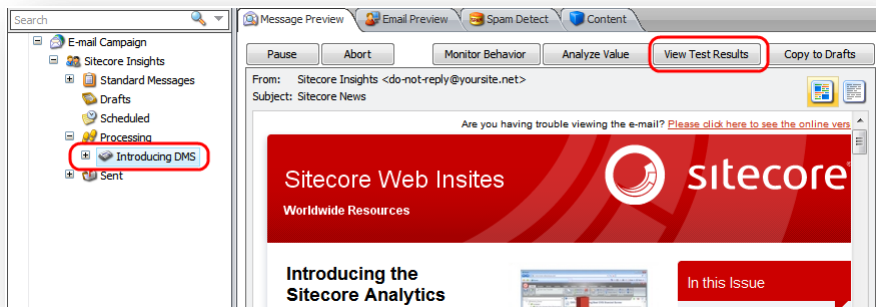 Search
E-mail Campaign
Sitecore Insights
Standard Messages
Drafts
Scheduled
Processing
Introducing DMS
Sent
Message Preview
Email Preview
Spam Detect
Content
Pause
Abort
Monitor Behavior
Analyze Value
View Test Results
Copy to Drafts
From: Sitecore Insights <do-not-reply@yoursite.net>
Subject: Sitecore News
Are you having trouble viewing the e-mail? Please click here to see the online vers
Sitecore Web Insites
Worldwide Resources
sitecore
Introducing the
Sitecore Analytics
In this Issue